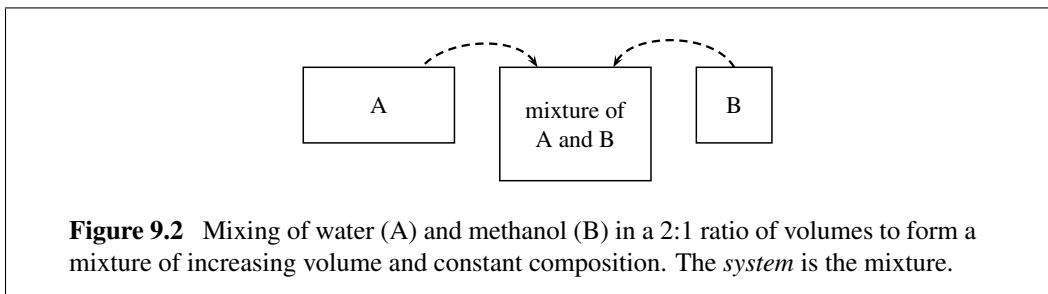 A
mixture of
A and B
B
Figure 9.2 Mixing of water (A) and methanol (B) in a 2:1 ratio of volumes to form a
mixture of increasing volume and constant composition. The system is the mixture.